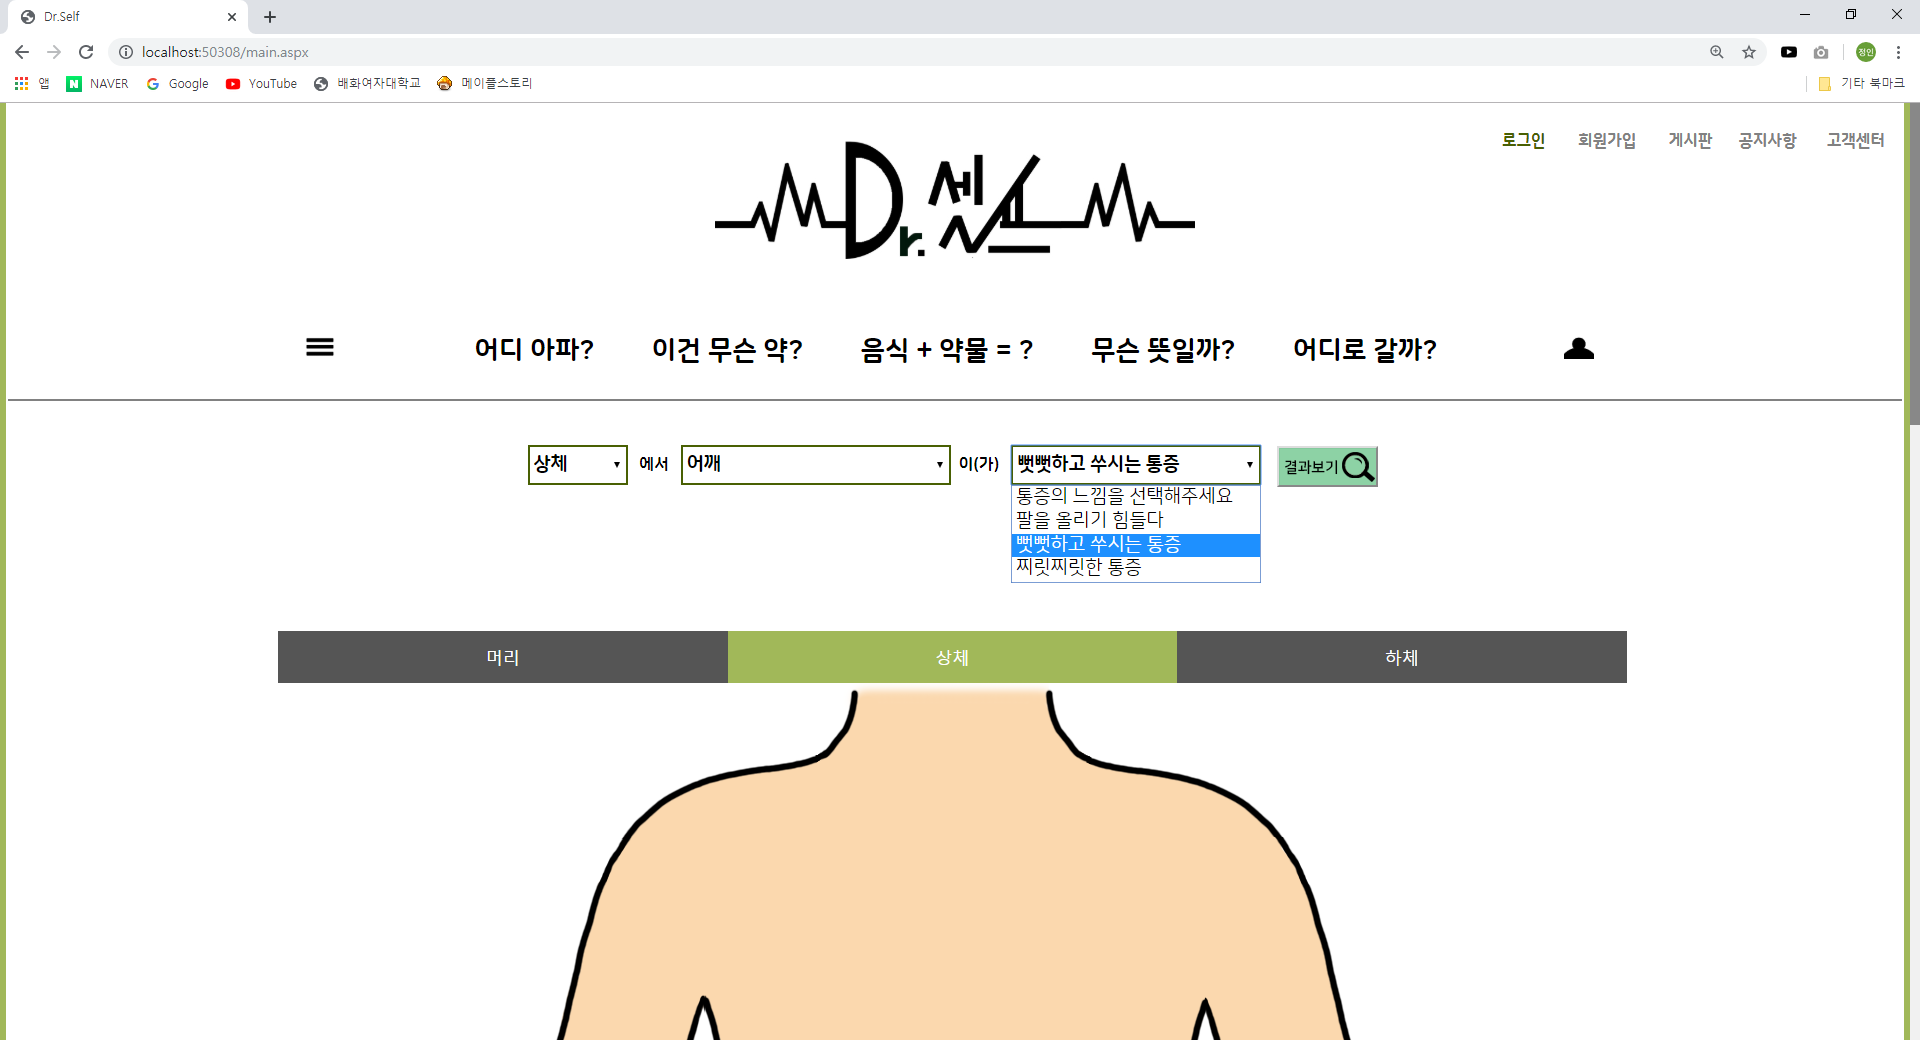 Dr.Self
localhost:50308/main.aspx
정인
앱 NAVER Google YouTube 배화여자대학교 메이플스토리 기타 북마크
로그인 회원가입 게시판 공지사항 고객센터
Dr. 셀프
어디 아파? 이건 무슨 약? 음식 + 약물 = ? 무슨 뜻일까? 어디로 갈까?
상체 에서 어깨 이(가) 뻣뻣하고 쑤시는 통증 결과보기
통증의 느낌을 선택해주세요
팔을 올리기 힘들다
뻣뻣하고 쑤시는 통증
찌릿찌릿한 통증
머리 상체 하체